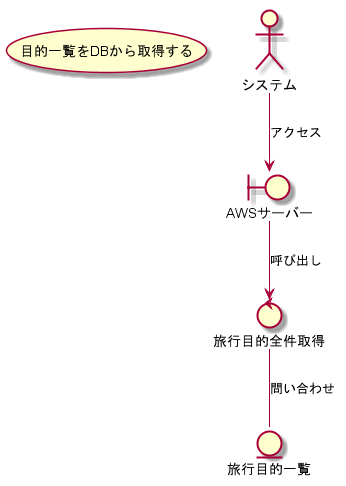 目的一覧をDBから取得する
システム
アクセス
AWSサーバー
呼び出し
旅行目的全件取得
問い合わせ
旅行目的一覧